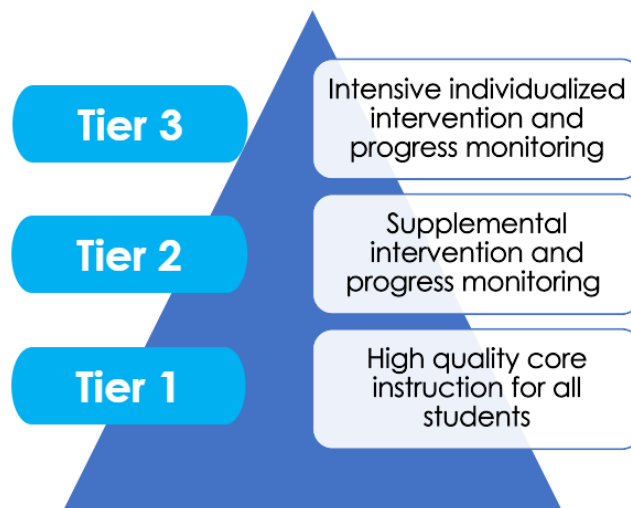 Tier 3
Intensive individualized
intervention and
progress monitoring
Tier 2
Supplemental
intervention and
progress monitoring
Tier 1
High quality core
instruction for all
students